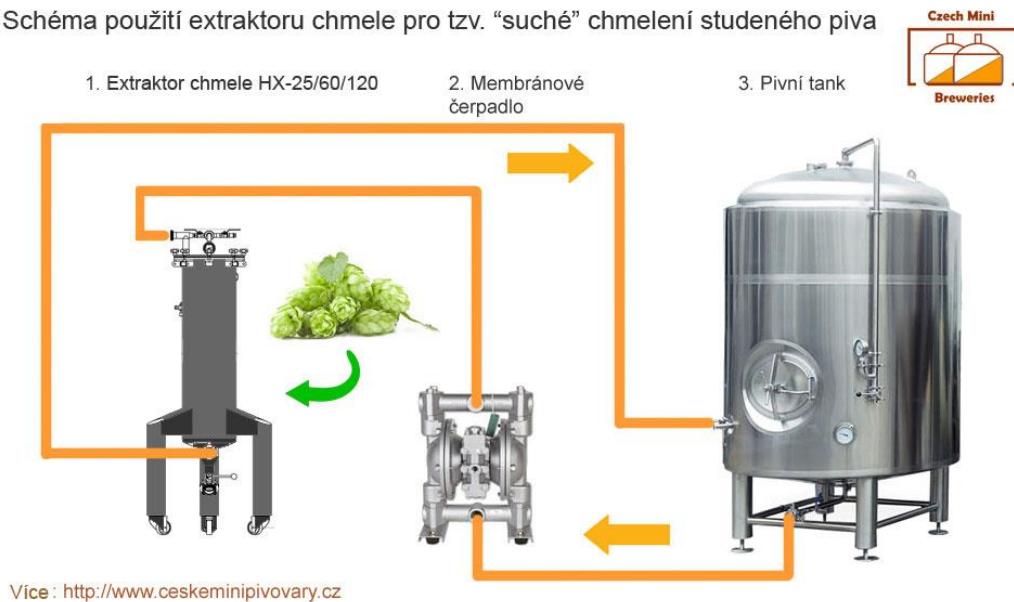 Schéma použití extraktoru chmele pro tzv. “suché” chmelení studeného piva
Czech Mini
Breweries
1. Extraktor chmele HX-25/60/120
2. Membránové
čerpadlo
3. Pivní tank
Více : http://www.ceskeminipivovary.cz